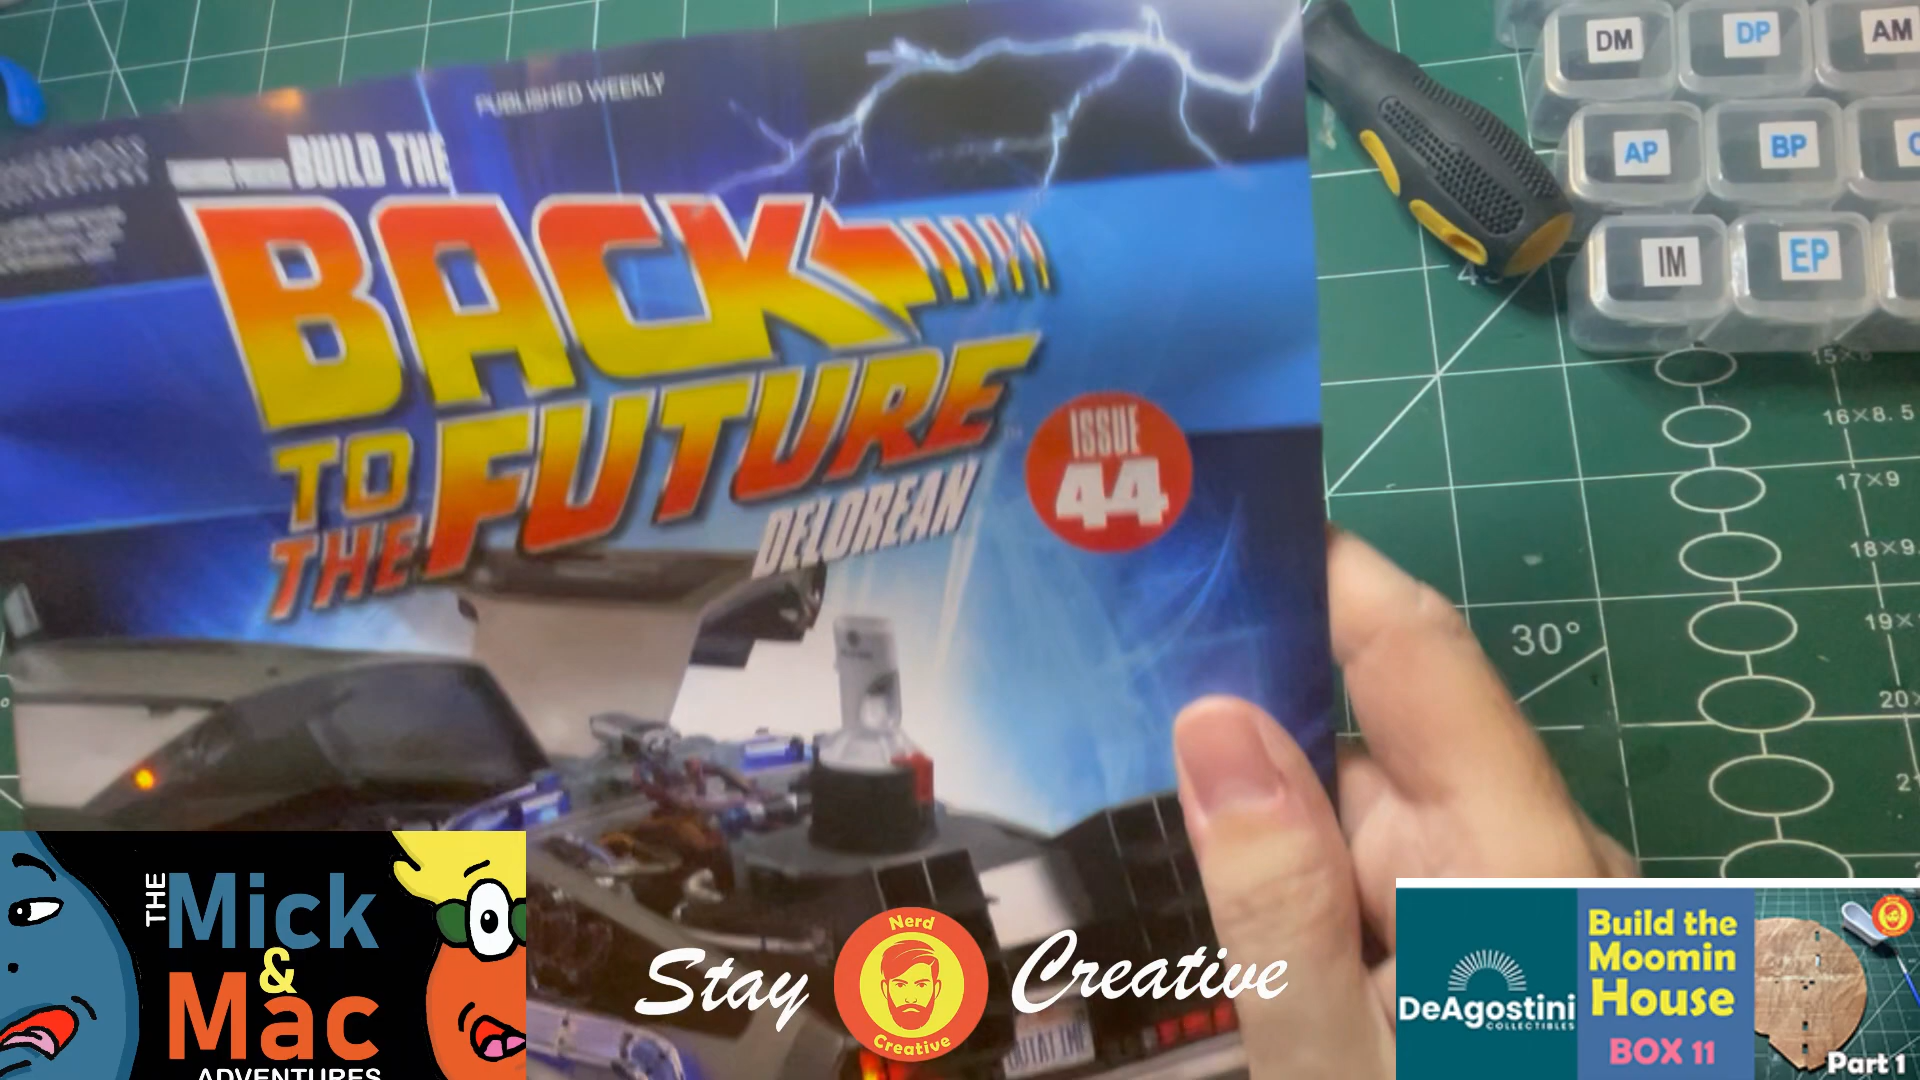 PUBLISHED WEEKLY
BUILD THE
BACK
TO THE FUTURE
DELOREAN
ISSUE
44
DM
DP
AM
AP
BP
IM
EP
16×8.5
17×9
18×9.
30°
THE
Mick
&
Mac
ADVENTURES
Stay
Nerd
Creative
Creative
DeAgostini
COLLECTIBLES
Build the
Moomin
House
BOX 11
Part 1